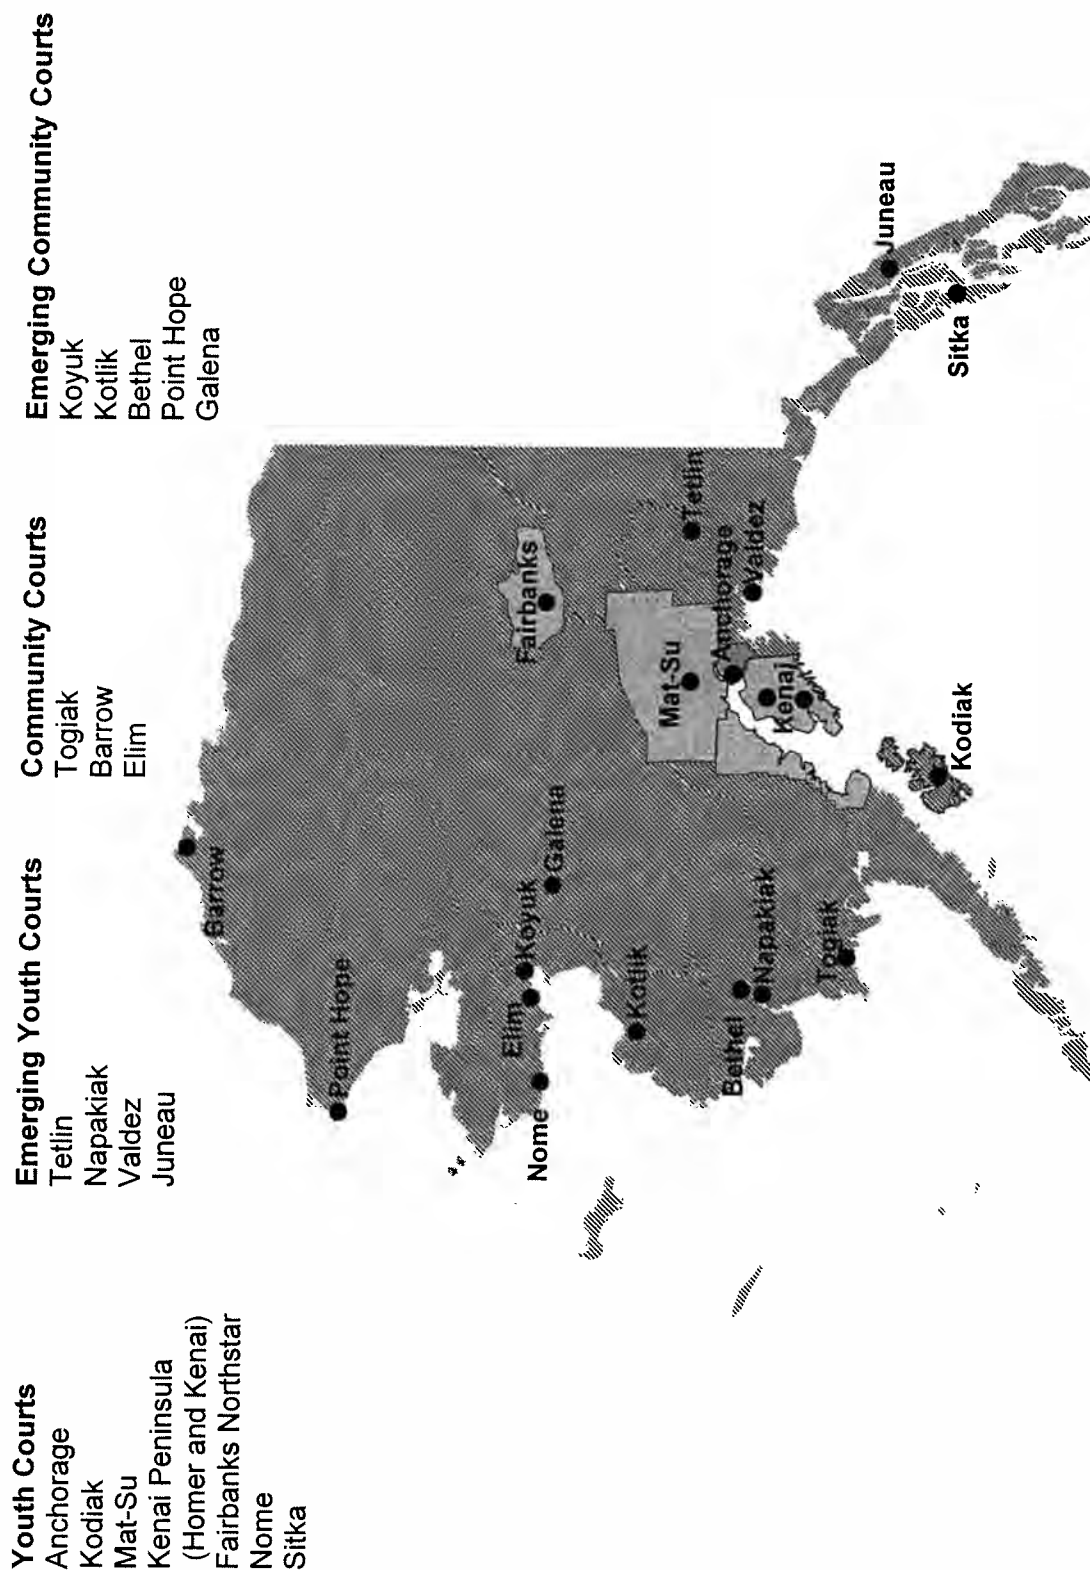 Youth Courts
Anchorage
Kodiak
Mat-Su
Kenai Peninsula
(Homer and Kenai)
Fairbanks Northstar
Nome
Sitka
Emerging Youth Courts
Tetlin
Napakiak
Valdez
Juneau
Community Courts
Togiak
Barrow
Elim
Emerging Community Courts
Koyuk
Kotlik
Bethel
Point Hope
Galena
Barrow
Point Hope
Fairbanks
Galena
Koyuk
Elim
Nome
Kotlik
Mat-Su
Tetlin
Anchorage
Valdez
Kenai
Bethel
Napakiak
Togiak
Kodiak
Juneau
Sitka